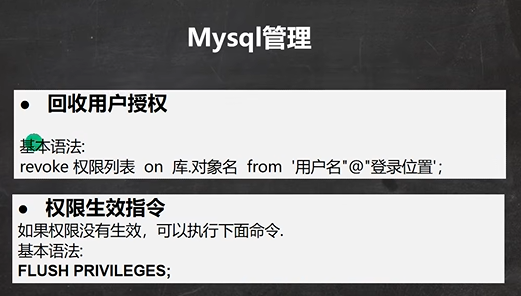 Mysql管理
● 回收用户授权
基本语法:
revoke 权限列表 on 库.对象名 from '用户名"@"登录位置';
● 权限生效指令
如果权限没有生效，可以执行下面命令.
基本语法:
FLUSH PRIVILEGES;